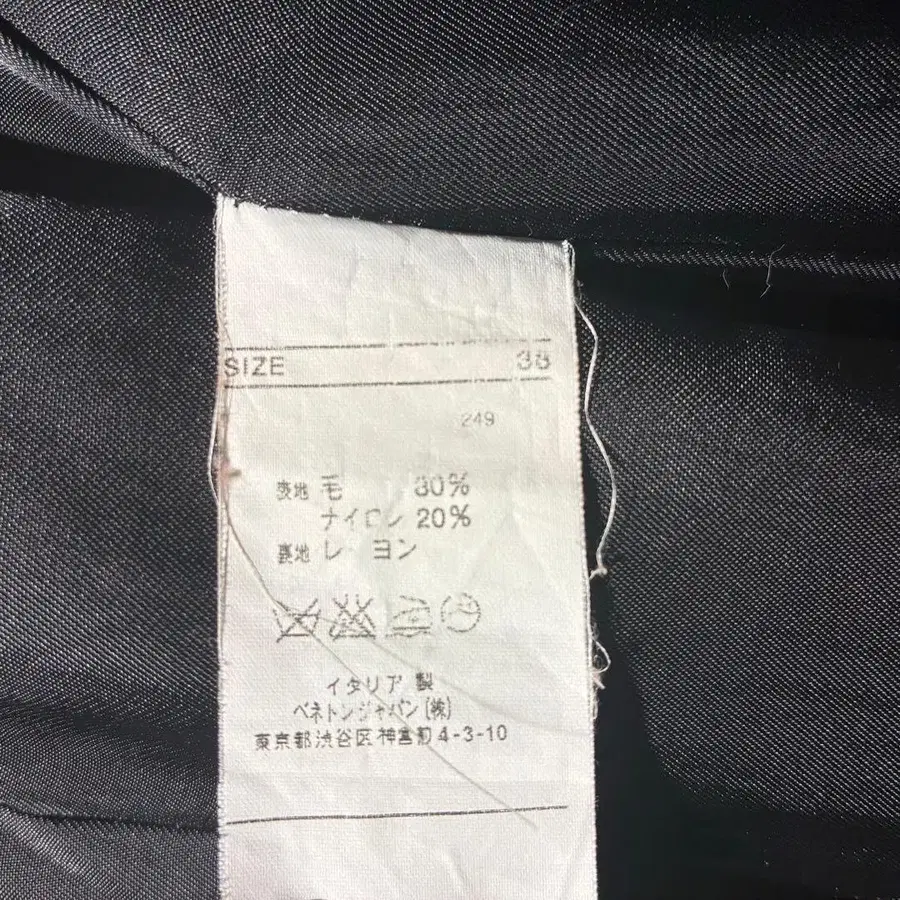 SIZE 38
249
表地 毛 80%
ナイロン 20%
裏地 レーヨン
イタリア製
ベネトンジャパン(株)
東京都渋谷区神宮前4-3-10